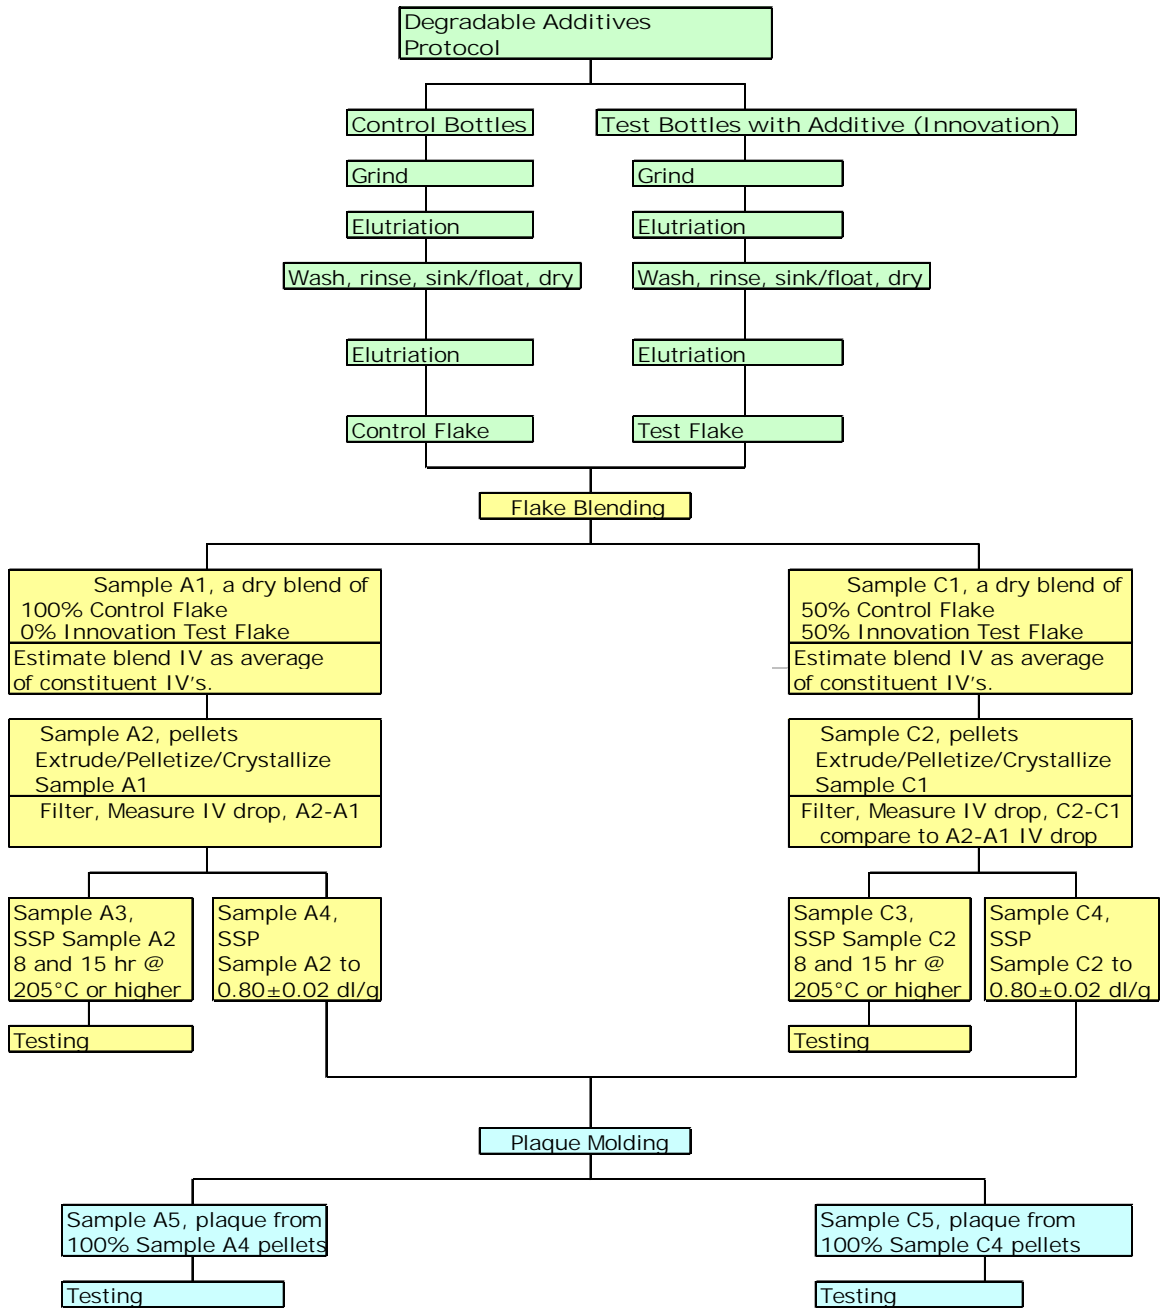 Degradable Additives
Protocol
Control Bottles
Test Bottles with Additive (Innovation)
Grind
Grind
Elutriation
Elutriation
Wash, rinse, sink/float, dry
Wash, rinse, sink/float, dry
Elutriation
Elutriation
Control Flake
Test Flake
Flake Blending
Sample A1, a dry blend of
100% Control Flake
0% Innovation Test Flake
Estimate blend IV as average
of constituent IV's.
Sample C1, a dry blend of
50% Control Flake
50% Innovation Test Flake
Estimate blend IV as average
of constituent IV's.
Sample A2, pellets
Extrude/Pelletize/Crystallize
Sample A1
Filter, Measure IV drop, A2-A1
Sample C2, pellets
Extrude/Pelletize/Crystallize
Sample C1
Filter, Measure IV drop, C2-C1
compare to A2-A1 IV drop
Sample A3,
SSP Sample A2
8 and 15 hr @
205°C or higher
Sample A4,
SSP
Sample A2 to
0.80±0.02 dl/g
Sample C3,
SSP Sample C2
8 and 15 hr @
205°C or higher
Sample C4,
SSP
Sample C2 to
0.80±0.02 dl/g
Testing
Testing
Plaque Molding
Sample A5, plaque from
100% Sample A4 pellets
Sample C5, plaque from
100% Sample C4 pellets
Testing
Testing